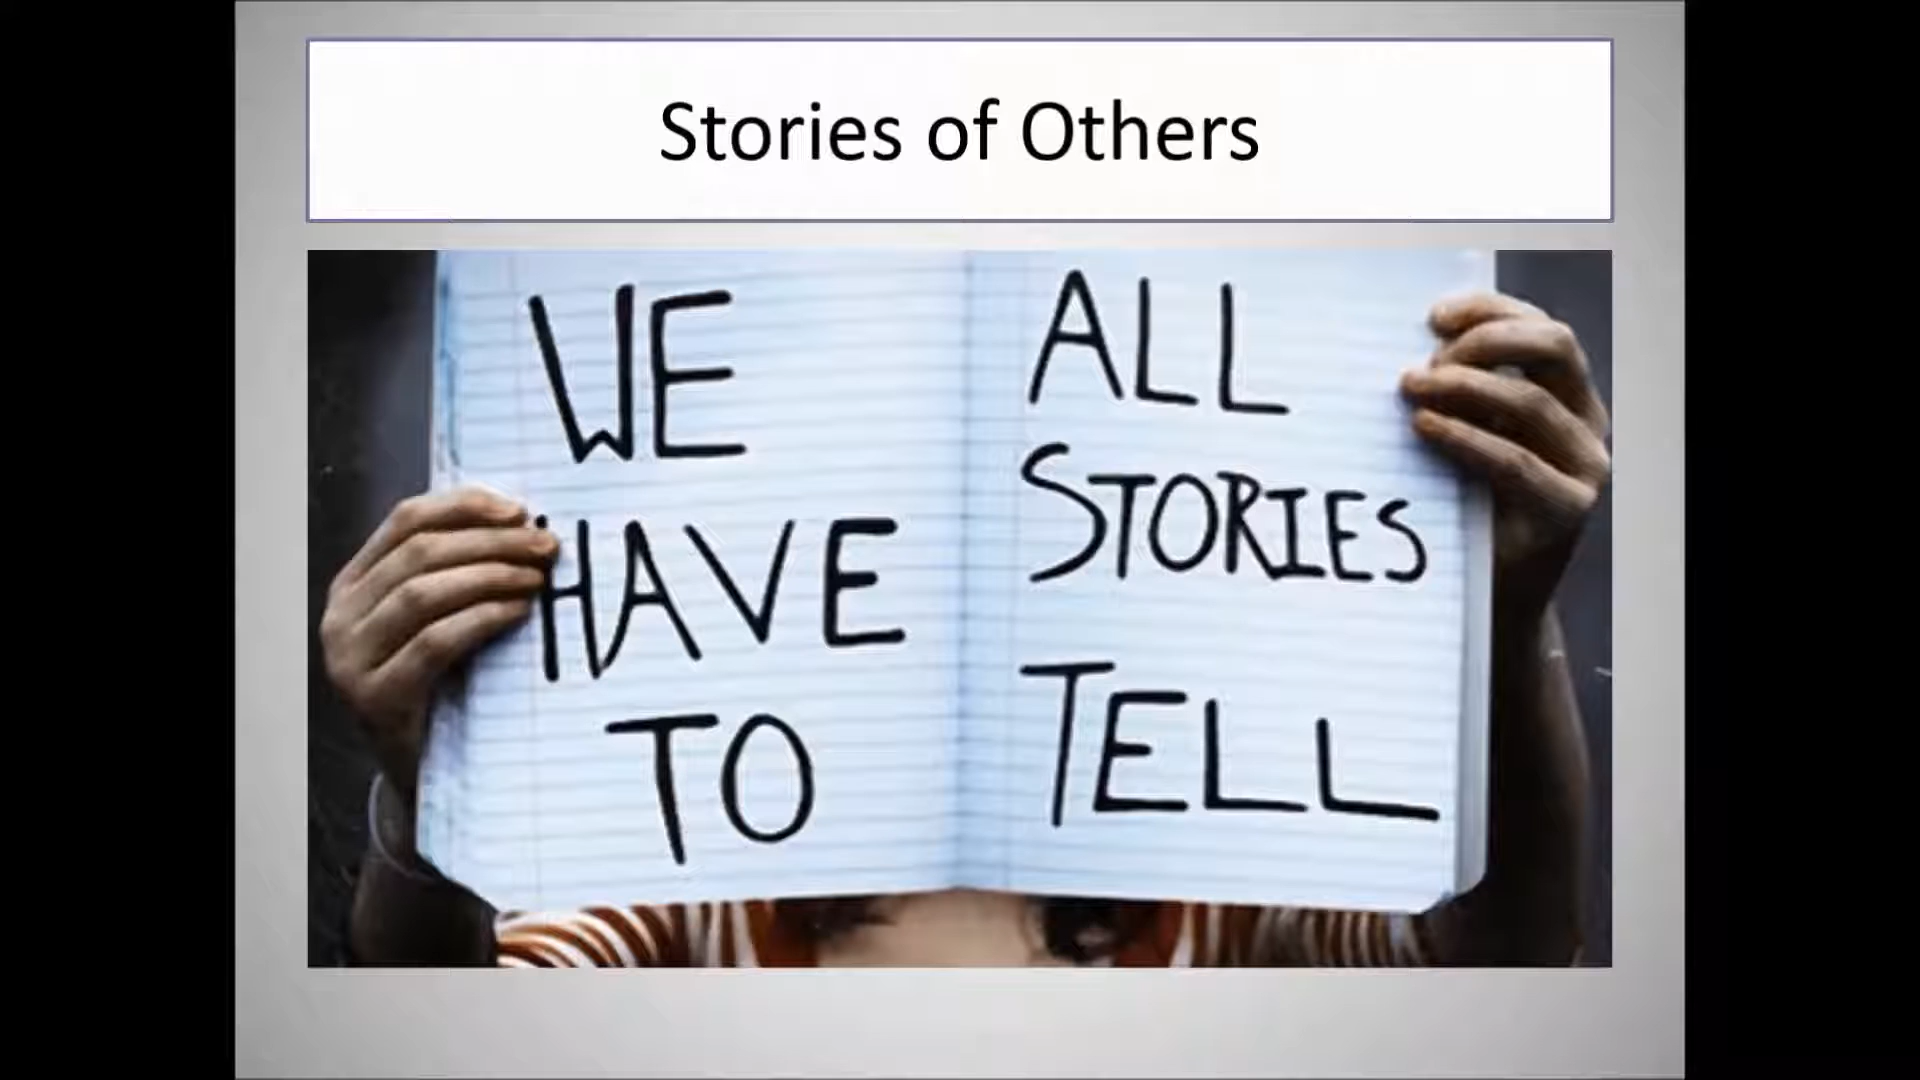 Stories of Others
WE
HAVE
TO
ALL
STORIES
TELL